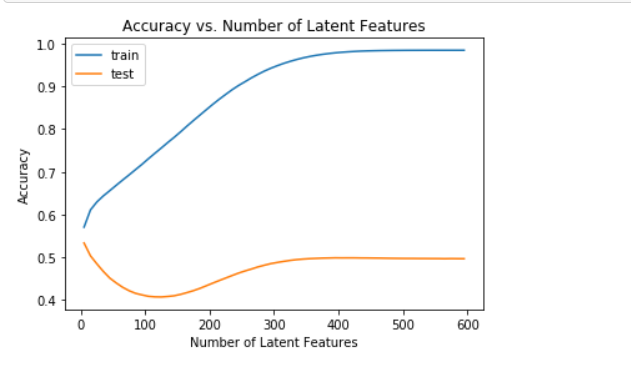 Accuracy vs. Number of Latent Features
train
test
1.0
0.9
0.8
0.7
0.6
0.5
0.4
Accuracy
0 100 200 300 400 500 600
Number of Latent Features